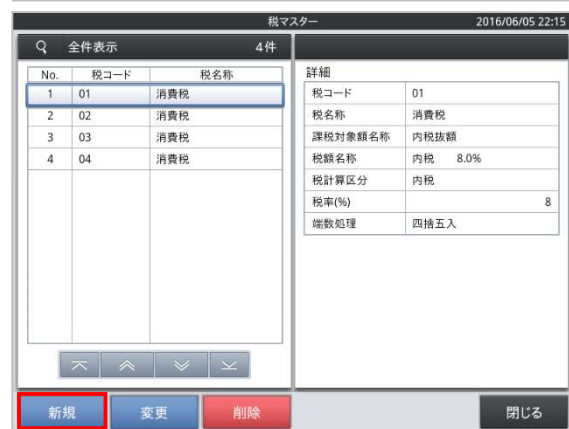 税マスター 2016/06/05 22:15
全件表示 4件
No. 税コード 税名称
1 01 消費税
2 02 消費税
3 03 消費税
4 04 消費税
詳細
税コード 01
税名称 消費税
課税対象額名称 内税抜額
税額名称 内税 8.0%
税計算区分 内税
税率(%) 8
端数処理 四捨五入
新規 変更 削除 閉じる